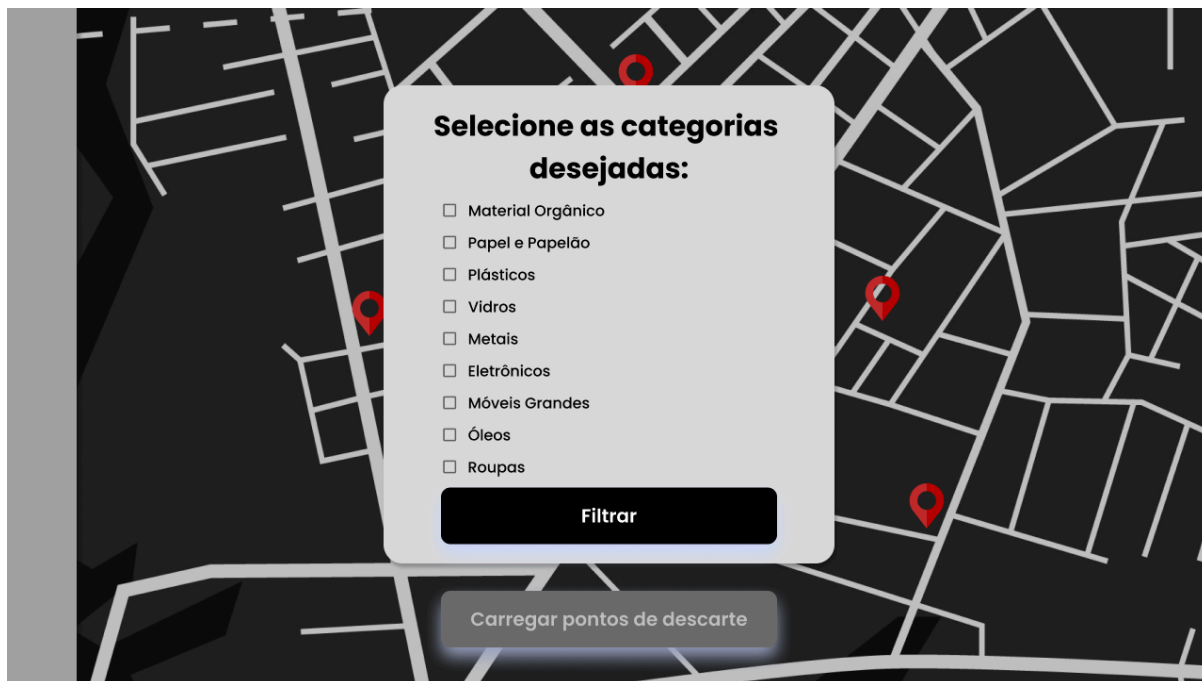 Selecione as categorias
desejadas:
Material Orgânico
Papel e Papelão
Plásticos
Vidros
Metais
Eletrônicos
Móveis Grandes
Óleos
Roupas
Filtrar
Carregar pontos de descarte